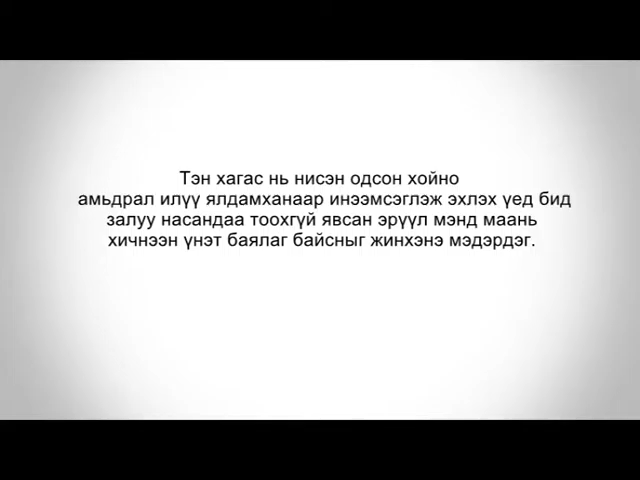 Тэн хагас нь нисэн одсон хойно
амьдрал илүү ялдамханаар инээмсэглэж эхлэх үед бид
залуу насандаа тоохгүй явсан эрүүл мэнд маань
хичнээн үнэт баялаг байсныг жинхэнэ мэдэрдэг.